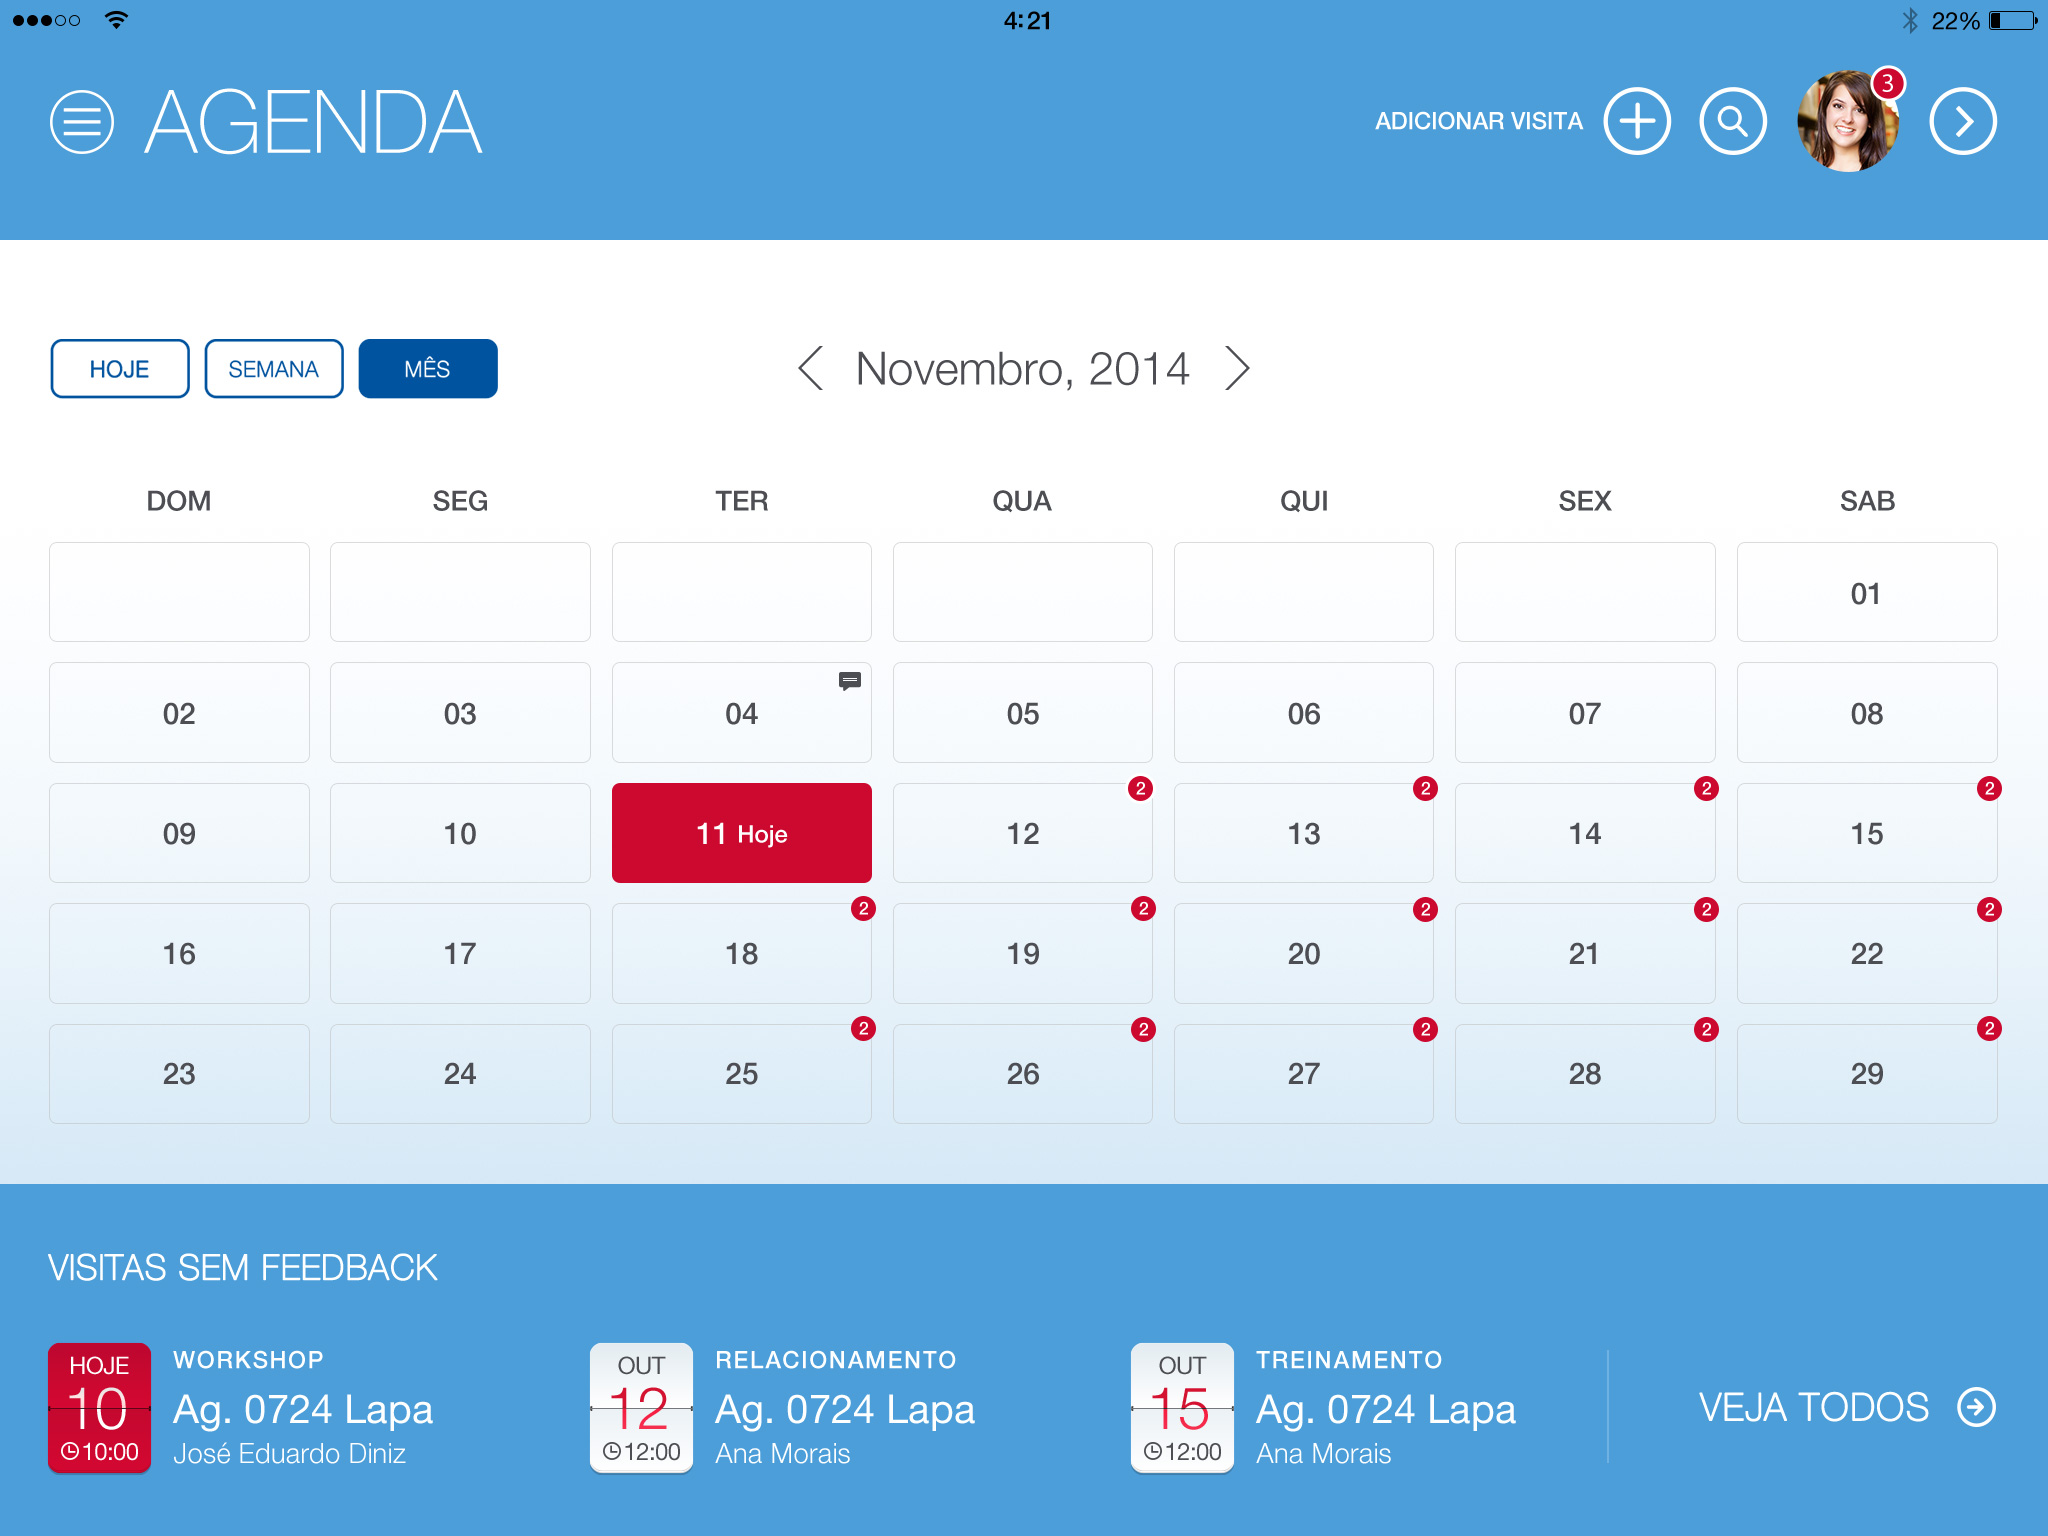 4:21
22%
AGENDA
ADICIONAR VISITA
3
HOJE SEMANA MÊS
Novembro, 2014
DOM SEG TER QUA QUI SEX SAB
01
02 03 04 05 06 07 08
2 2 2 2
09 10 11 Hoje 12 13 14 15
2 2 2 2 2
16 17 18 19 20 21 22
2 2 2 2 2
23 24 25 26 27 28 29
VISITAS SEM FEEDBACK
HOJE
10
10:00
WORKSHOP
Ag. 0724 Lapa
José Eduardo Diniz
OUT
12
12:00
RELACIONAMENTO
Ag. 0724 Lapa
Ana Morais
OUT
15
12:00
TREINAMENTO
Ag. 0724 Lapa
Ana Morais
VEJA TODOS